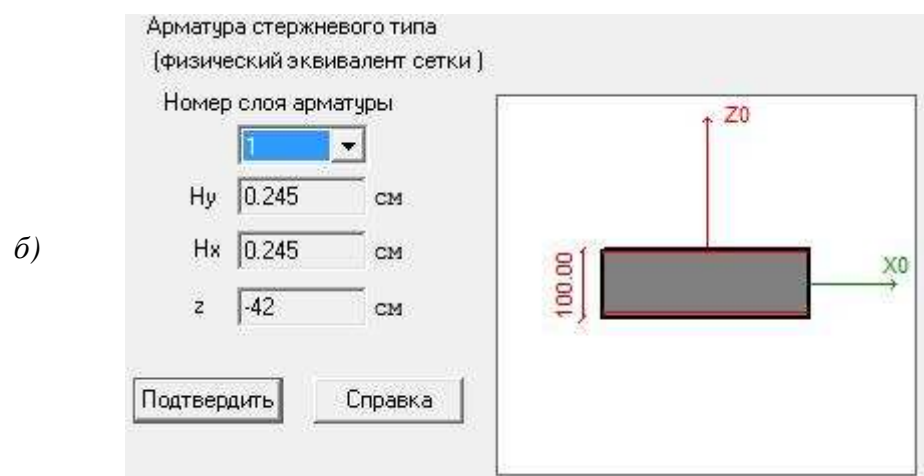 Арматура стержневого типа
(физический эквивалент сетки )
Номер слоя арматуры
1
Hy 0.245 см
Hx 0.245 см
z -42 см
Подтвердить Справка
б)
Z0
X0
100.00